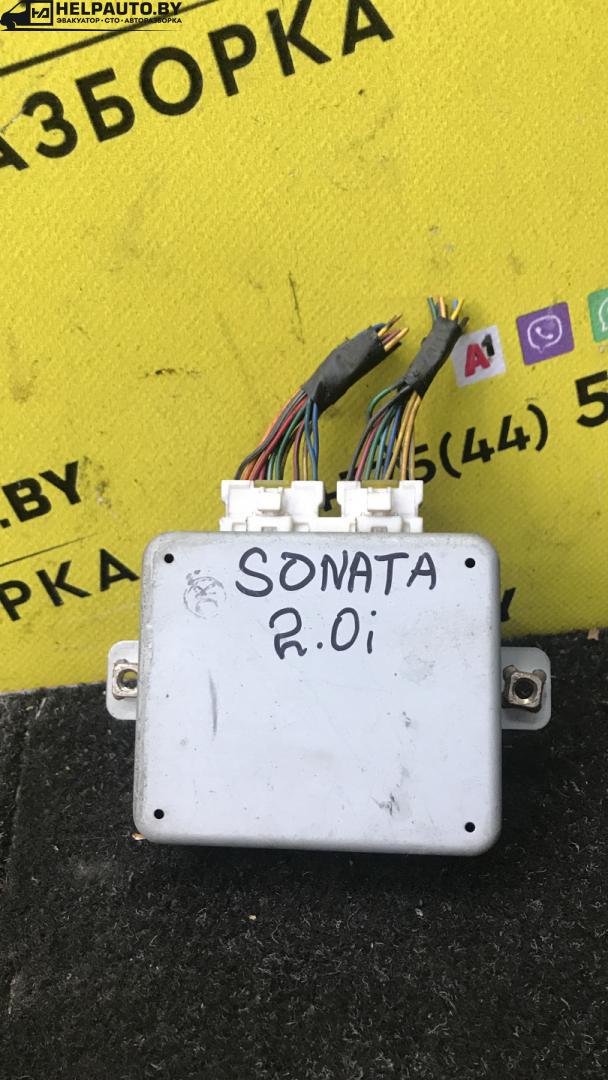 HELPAUTO.BY
ЭВАКУАТОР • СТО • АВТОРАЗБОРКА
АЗБОРКА
A1
5(44) 5
.BY
РКА
SONATA
2.0i